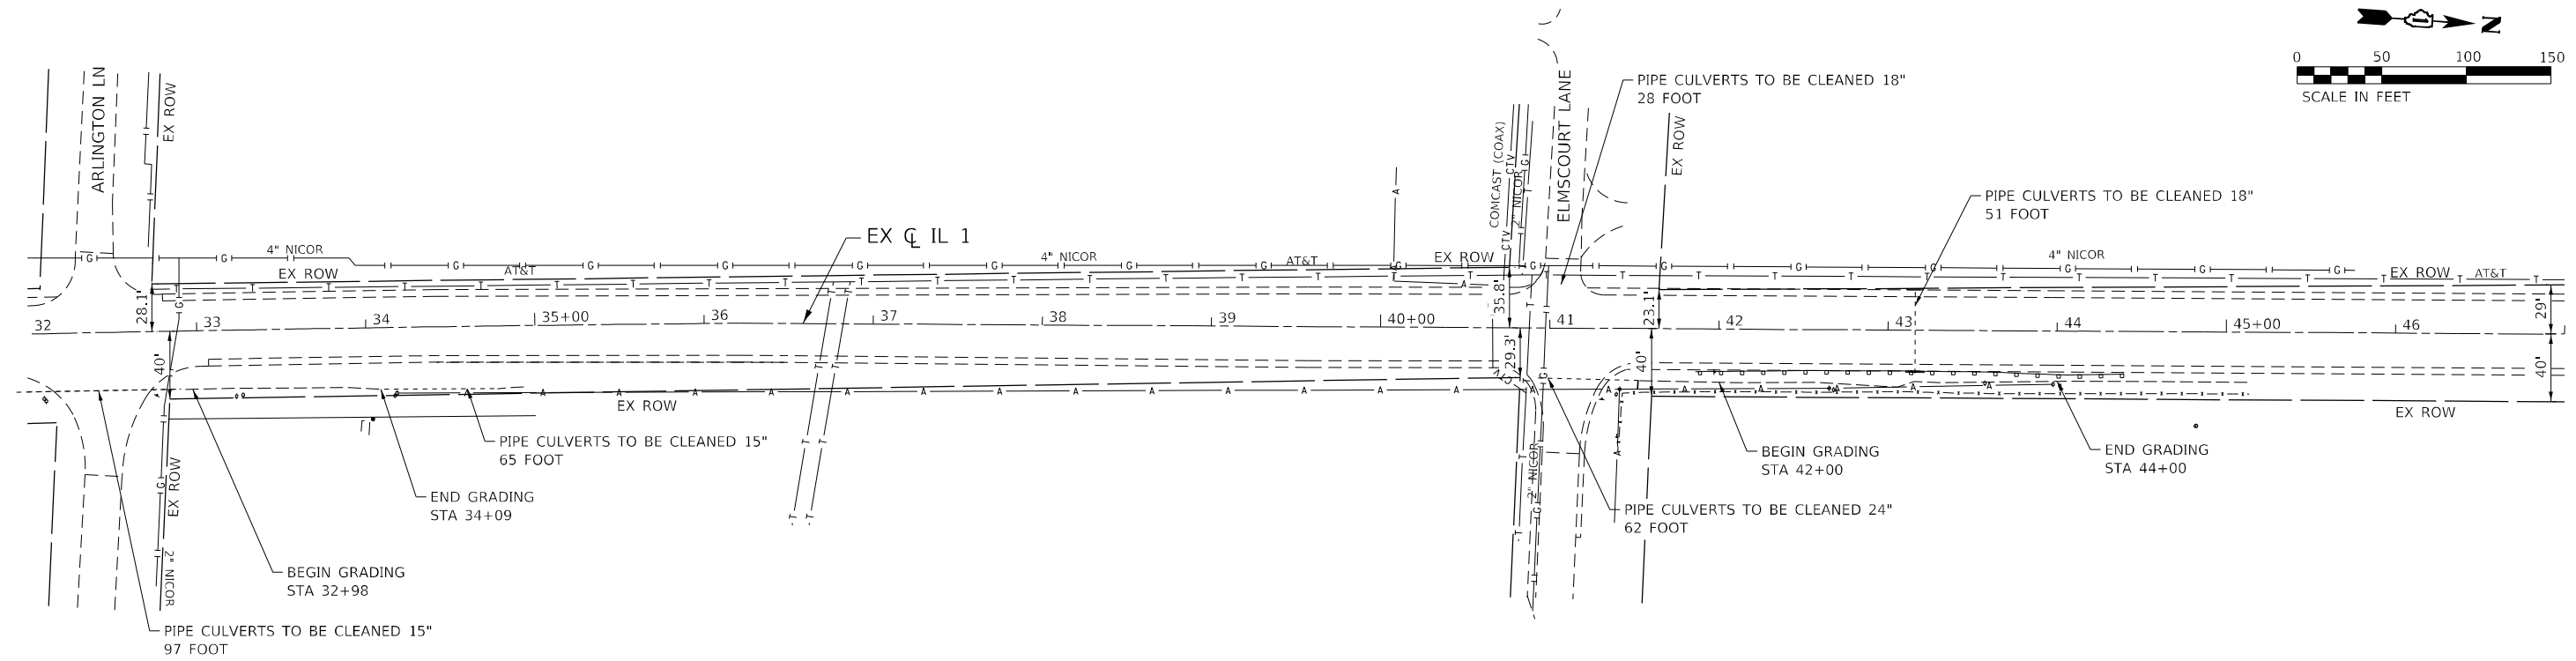 N
0 50 100 150
SCALE IN FEET
ARLINGTON LN
EX ROW
PIPE CULVERTS TO BE CLEANED 18"
28 FOOT
ELMSCOURT LANE
COMCAST (COAX)
CTV
CTV
2" NICOR
EX ROW
PIPE CULVERTS TO BE CLEANED 18"
51 FOOT
EX CL IL 1
4" NICOR
4" NICOR
4" NICOR
EX ROW
AT&T
AT&T
EX ROW
EX ROW
AT&T
28.1'
35.8'
23.1'
29'
32 33 34 35+00 36 37 38 39 40+00 41 42 43 44 45+00 46
40'
29.3'
40'
40'
EX ROW
EX ROW
PIPE CULVERTS TO BE CLEANED 15"
65 FOOT
BEGIN GRADING
STA 42+00
END GRADING
STA 44+00
END GRADING
STA 34+09
EX ROW
2" NICOR
PIPE CULVERTS TO BE CLEANED 24"
62 FOOT
2" NICOR
BEGIN GRADING
STA 32+98
PIPE CULVERTS TO BE CLEANED 15"
97 FOOT